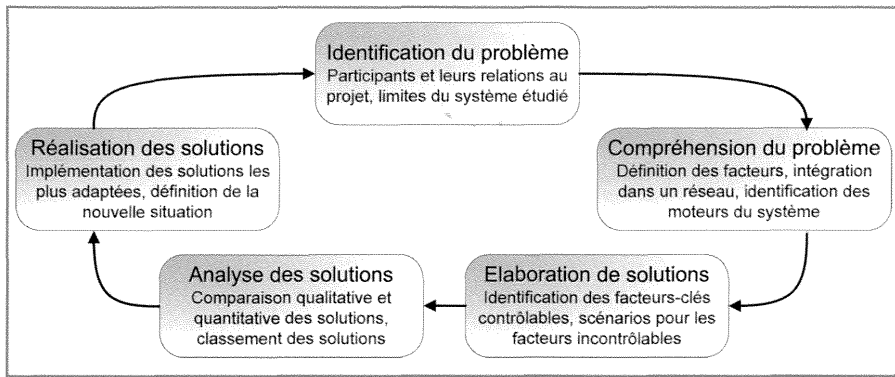 Identification du problème
Participants et leurs relations au
projet, limites du système étudié
Compréhension du problème
Définition des facteurs, intégration
dans un réseau, identification des
moteurs du système
Elaboration de solutions
Identification des facteurs-clés
contrôlables, scénarios pour les
facteurs incontrôlables
Analyse des solutions
Comparaison qualitative et
quantitative des solutions,
classement des solutions
Réalisation des solutions
Implémentation des solutions les
plus adaptées, définition de la
nouvelle situation